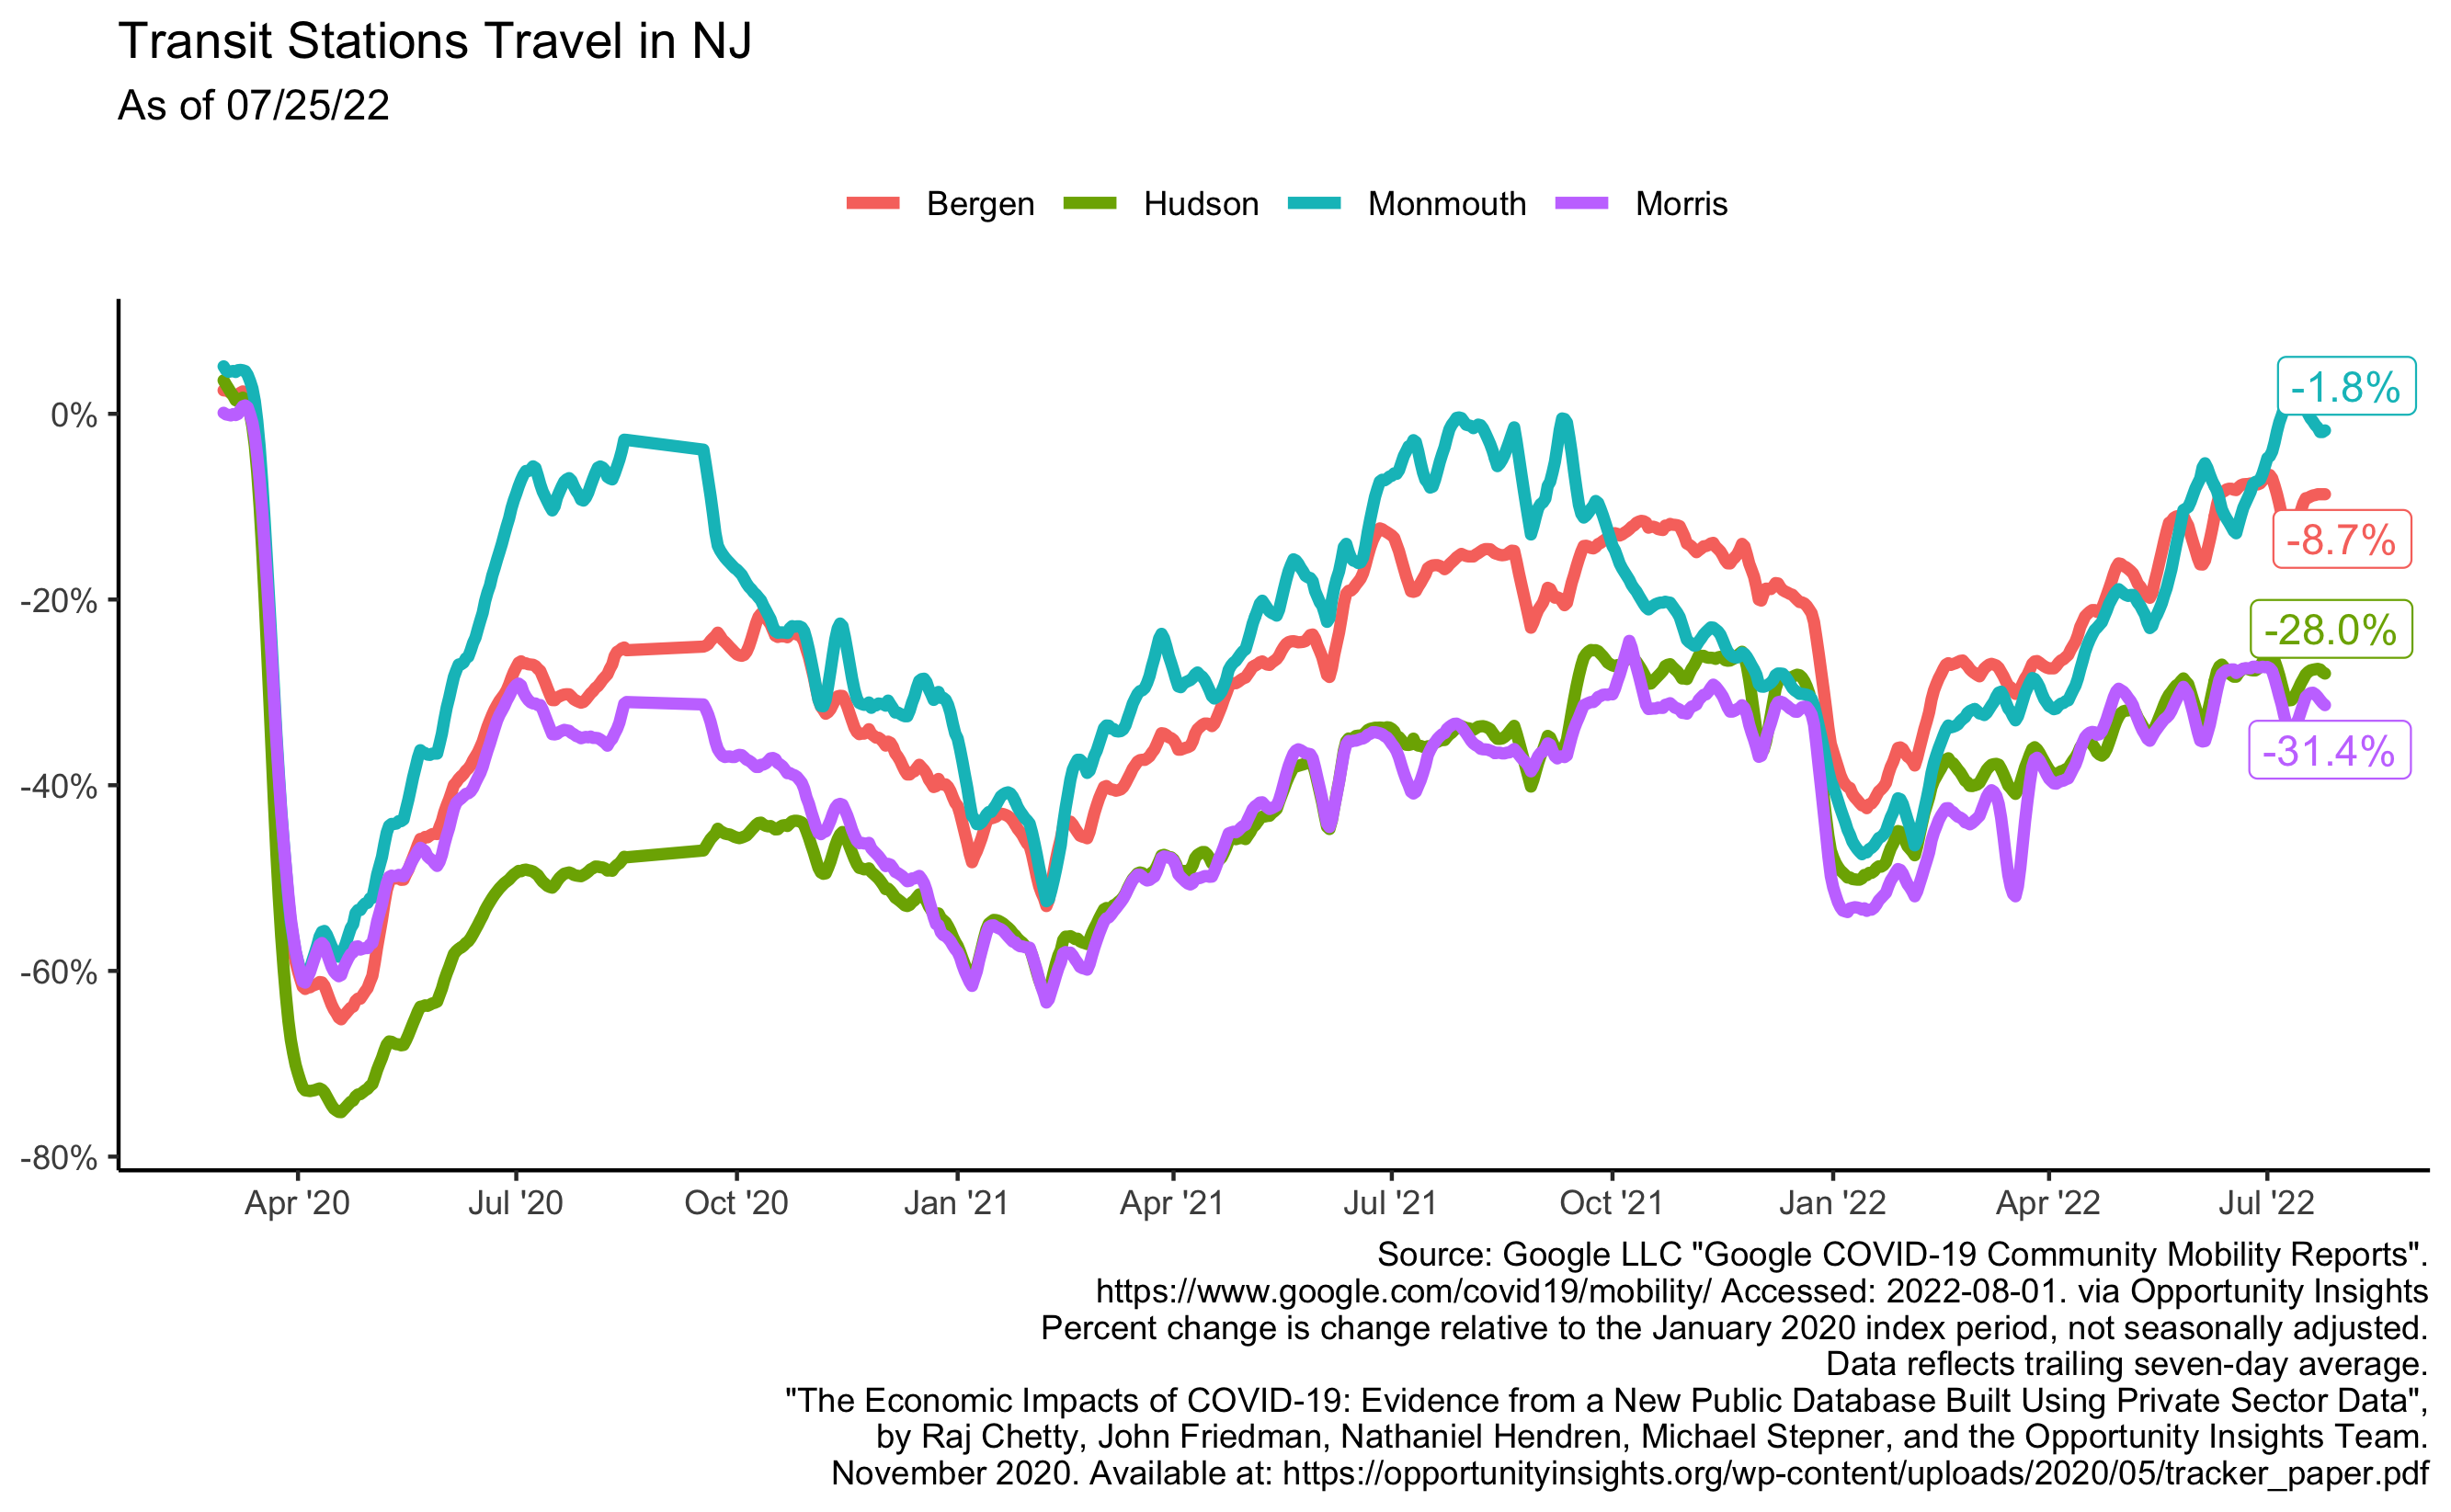 Transit Stations Travel in NJ
As of 07/25/22
Bergen Hudson Monmouth Morris
0%
-20%
-40%
-60%
-80%
-1.8%
-8.7%
-28.0%
-31.4%
Apr '20 Jul '20 Oct '20 Jan '21 Apr '21 Jul '21 Oct '21 Jan '22 Apr '22 Jul '22
Source: Google LLC "Google COVID-19 Community Mobility Reports".
https://www.google.com/covid19/mobility/ Accessed: 2022-08-01. via Opportunity Insights
Percent change is change relative to the January 2020 index period, not seasonally adjusted.
Data reflects trailing seven-day average.
"The Economic Impacts of COVID-19: Evidence from a New Public Database Built Using Private Sector Data",
by Raj Chetty, John Friedman, Nathaniel Hendren, Michael Stepner, and the Opportunity Insights Team.
November 2020. Available at: https://opportunityinsights.org/wp-content/uploads/2020/05/tracker_paper.pdf